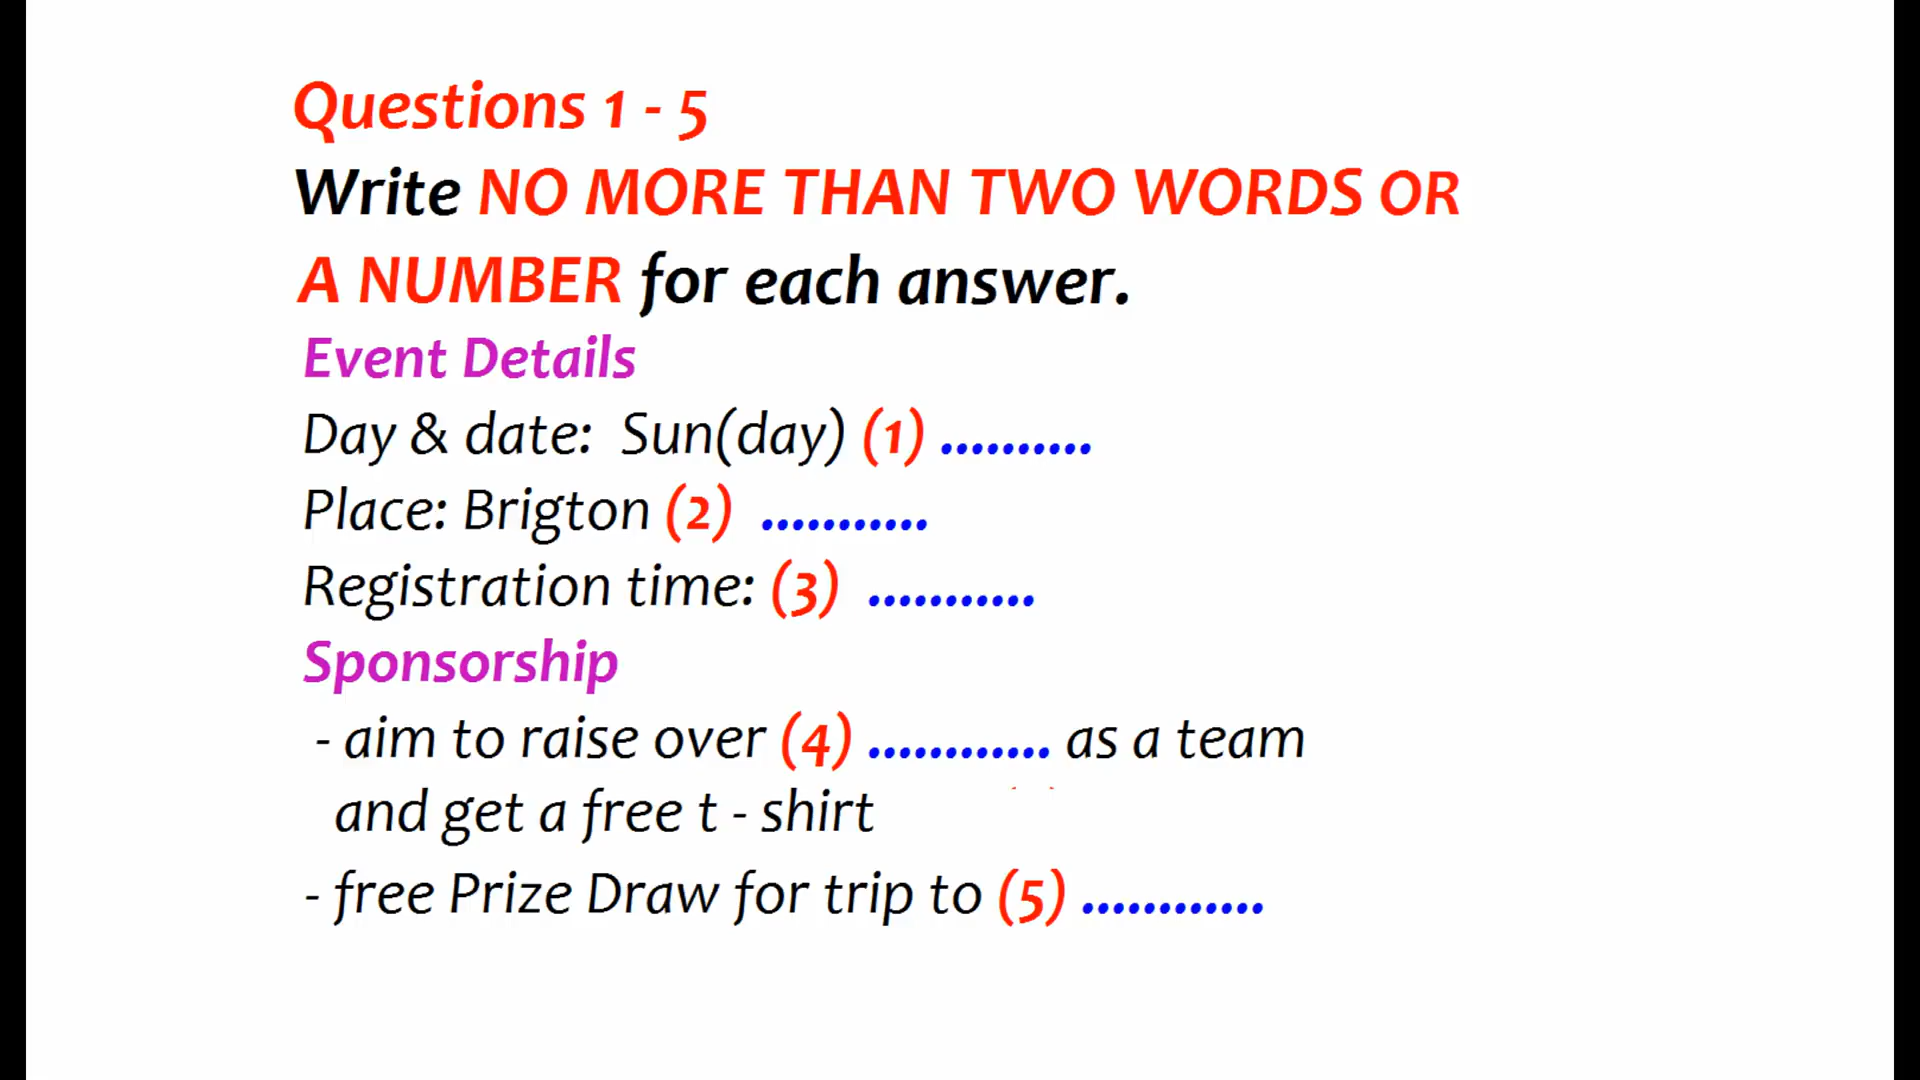 Questions 1 - 5
Write NO MORE THAN TWO WORDS OR
A NUMBER for each answer.
Event Details
Day & date: Sun(day) (1) ..........
Place: Brigton (2) ...........
Registration time: (3) ...........
Sponsorship
- aim to raise over (4) ............ as a team
and get a free t - shirt
- free Prize Draw for trip to (5) ............